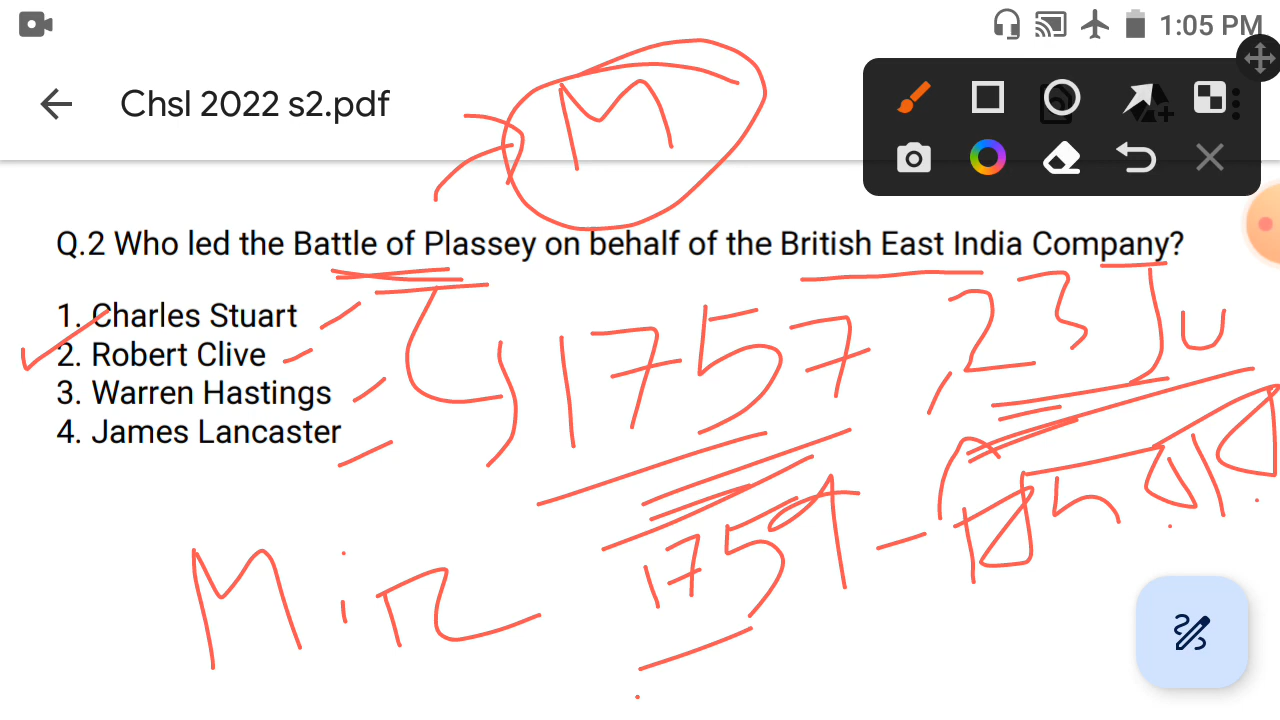 1:05 PM
Chsl 2022 s2.pdf
M
Q.2 Who led the Battle of Plassey on behalf of the British East India Company?
1. Charles Stuart
2. Robert Clive
3. Warren Hastings
4. James Lancaster
1757, 23 Ju
1759 -
Mir